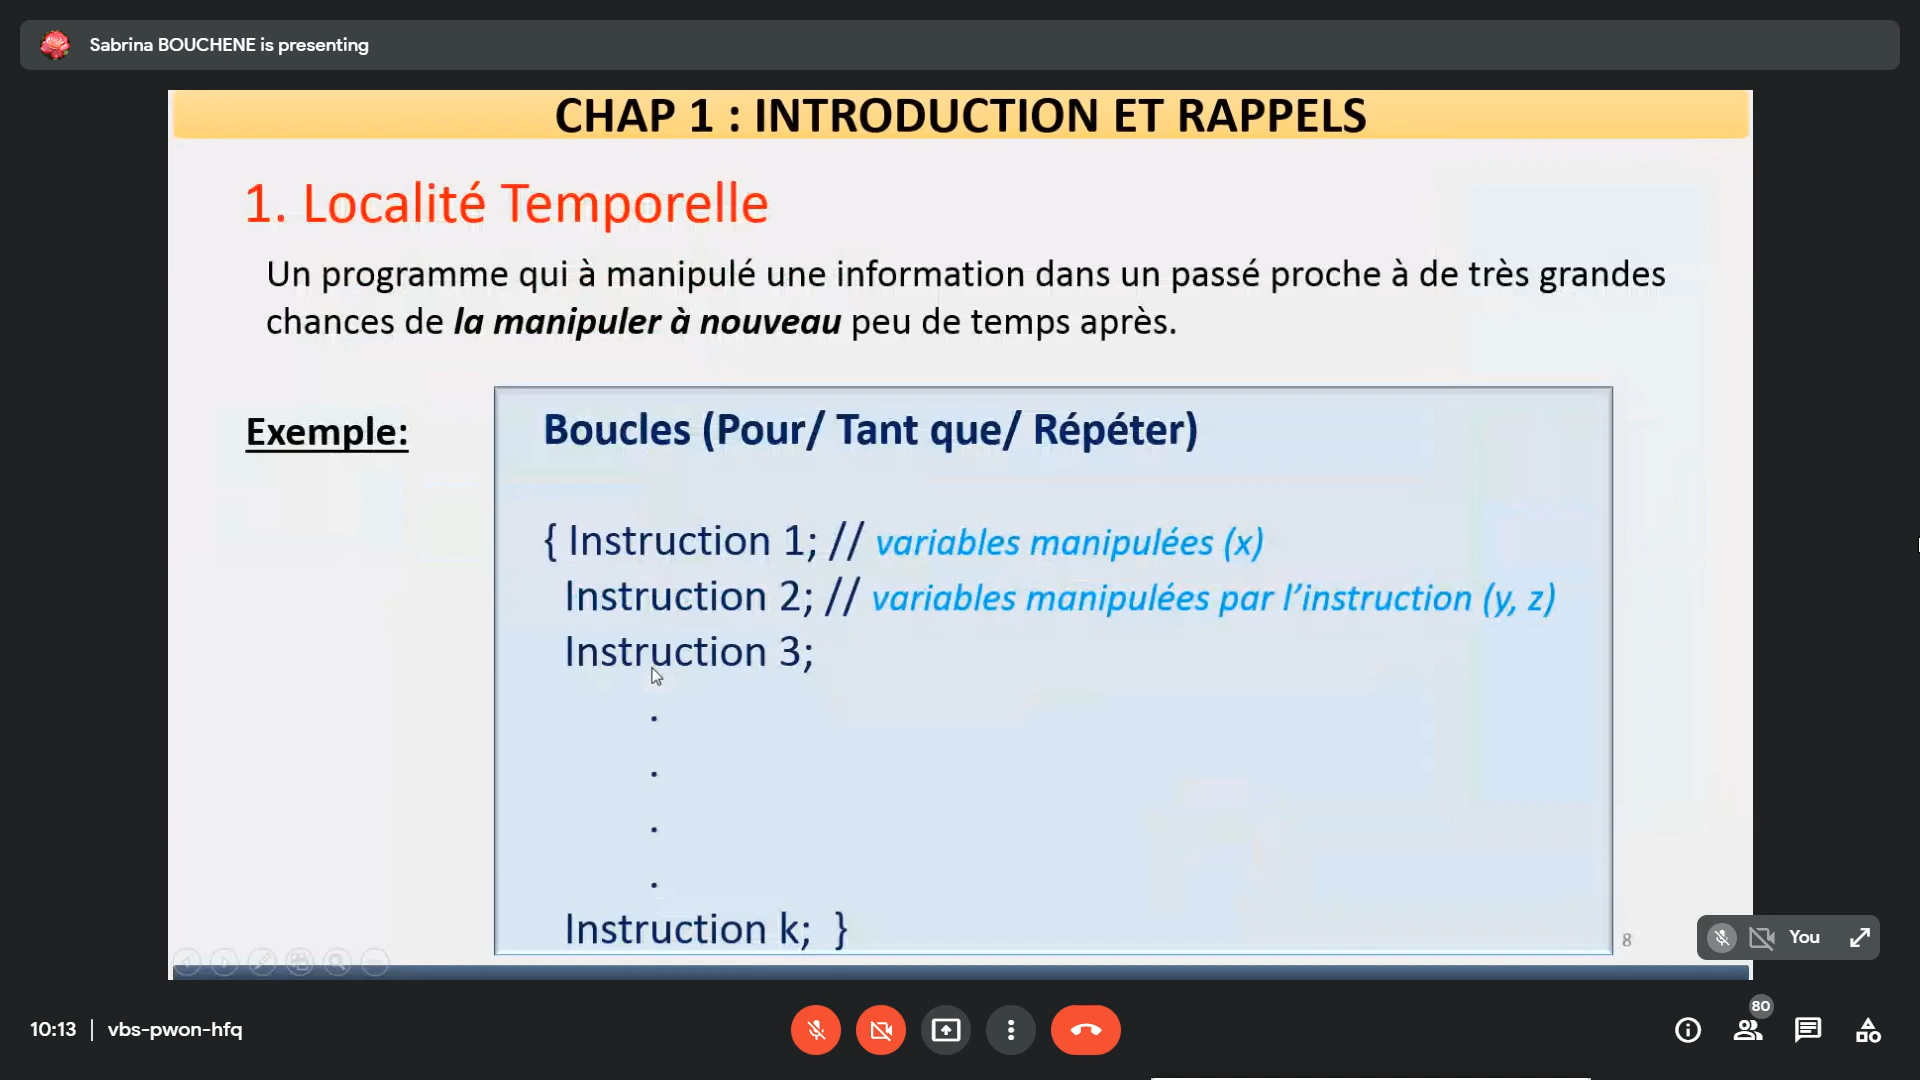 Sabrina BOUCHENE is presenting
CHAP 1 : INTRODUCTION ET RAPPELS
1. Localité Temporelle
Un programme qui à manipulé une information dans un passé proche à de très grandes
chances de la manipuler à nouveau peu de temps après.
Exemple:
Boucles (Pour/ Tant que/ Répéter)
{ Instruction 1; // variables manipulées (x)
Instruction 2; // variables manipulées par l’instruction (y, z)
Instruction 3;
.
.
.
.
Instruction k; }
8
You
10:13 | vbs-pwon-hfq
80